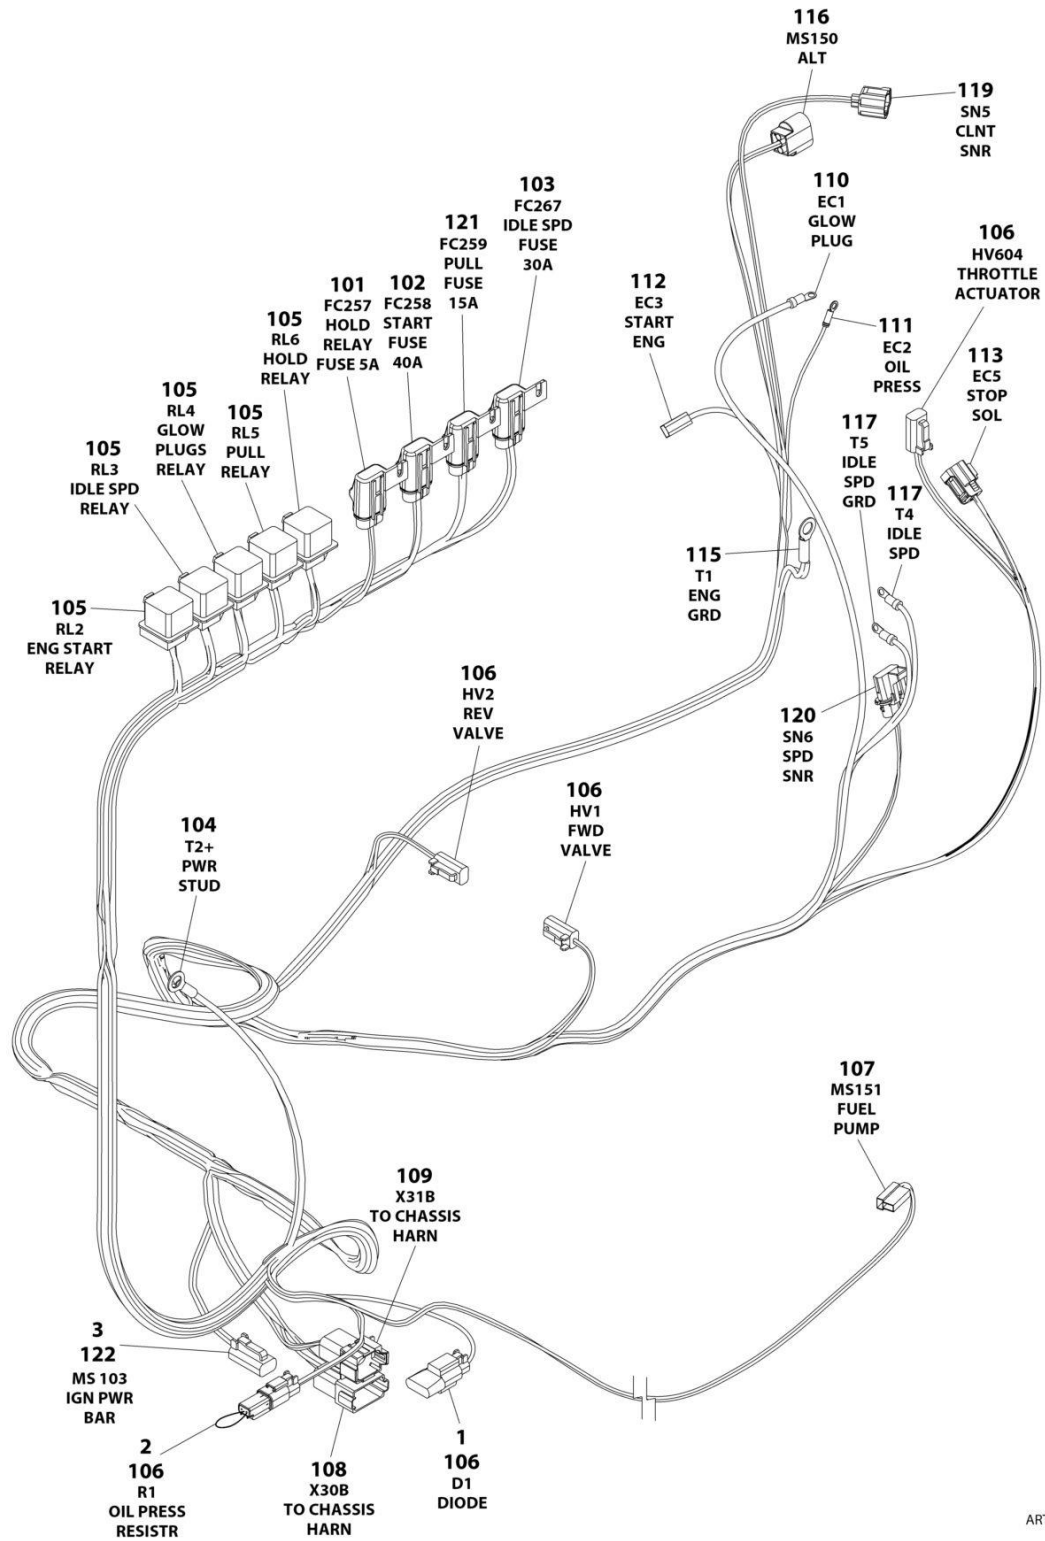 116
MS150
ALT
119
SN5
CLNT
SNR
103
FC267
IDLE SPD
FUSE
30A
110
EC1
GLOW
PLUG
121
FC259
PULL
FUSE
15A
106
HV604
THROTTLE
ACTUATOR
101
FC257
HOLD
RELAY
FUSE 5A
102
FC258
START
FUSE
40A
112
EC3
START
ENG
105
RL6
HOLD
RELAY
111
EC2
OIL
PRESS
113
EC5
STOP
SOL
105
RL4
GLOW
PLUGS
RELAY
105
RL5
PULL
RELAY
117
T5
IDLE
SPD
GRD
105
RL3
IDLE SPD
RELAY
117
T4
IDLE
SPD
115
T1
ENG
GRD
105
RL2
ENG START
RELAY
106
HV2
REV
VALVE
120
SN6
SPD
SNR
106
HV1
FWD
VALVE
104
T2+
PWR
STUD
107
MS151
FUEL
PUMP
109
X31B
TO CHASSIS
HARN
3
122
MS 103
IGN PWR
BAR
2
106
R1
OIL PRESS
RESISTR
108
X30B
TO CHASSIS
HARN
1
106
D1
DIODE
AR